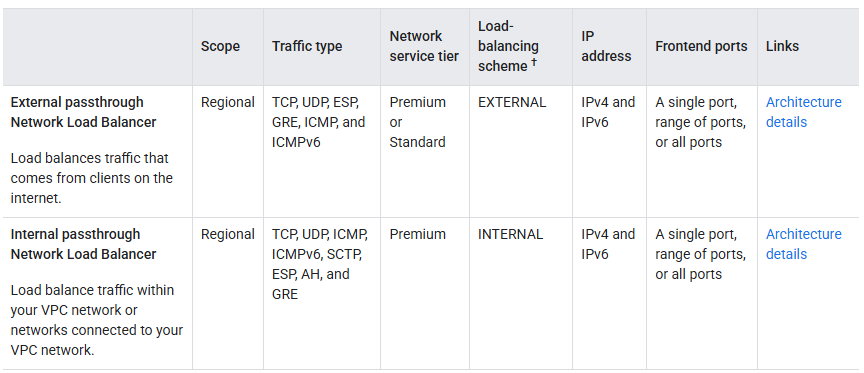 Scope
Traffic type
Network
service tier
Load-
balancing
scheme †
IP
address
Frontend ports
Links
External passthrough
Network Load Balancer
Load balances traffic that
comes from clients on the
internet.
Regional
TCP, UDP, ESP,
GRE, ICMP, and
ICMPv6
Premium
or
Standard
EXTERNAL
IPv4 and
IPv6
A single port,
range of ports,
or all ports
Architecture
details
Internal passthrough
Network Load Balancer
Load balance traffic within
your VPC network or
networks connected to your
VPC network.
Regional
TCP, UDP, ICMP,
ICMPv6, SCTP,
ESP, AH, and
GRE
Premium
INTERNAL
IPv4 and
IPv6
A single port,
range of ports,
or all ports
Architecture
details